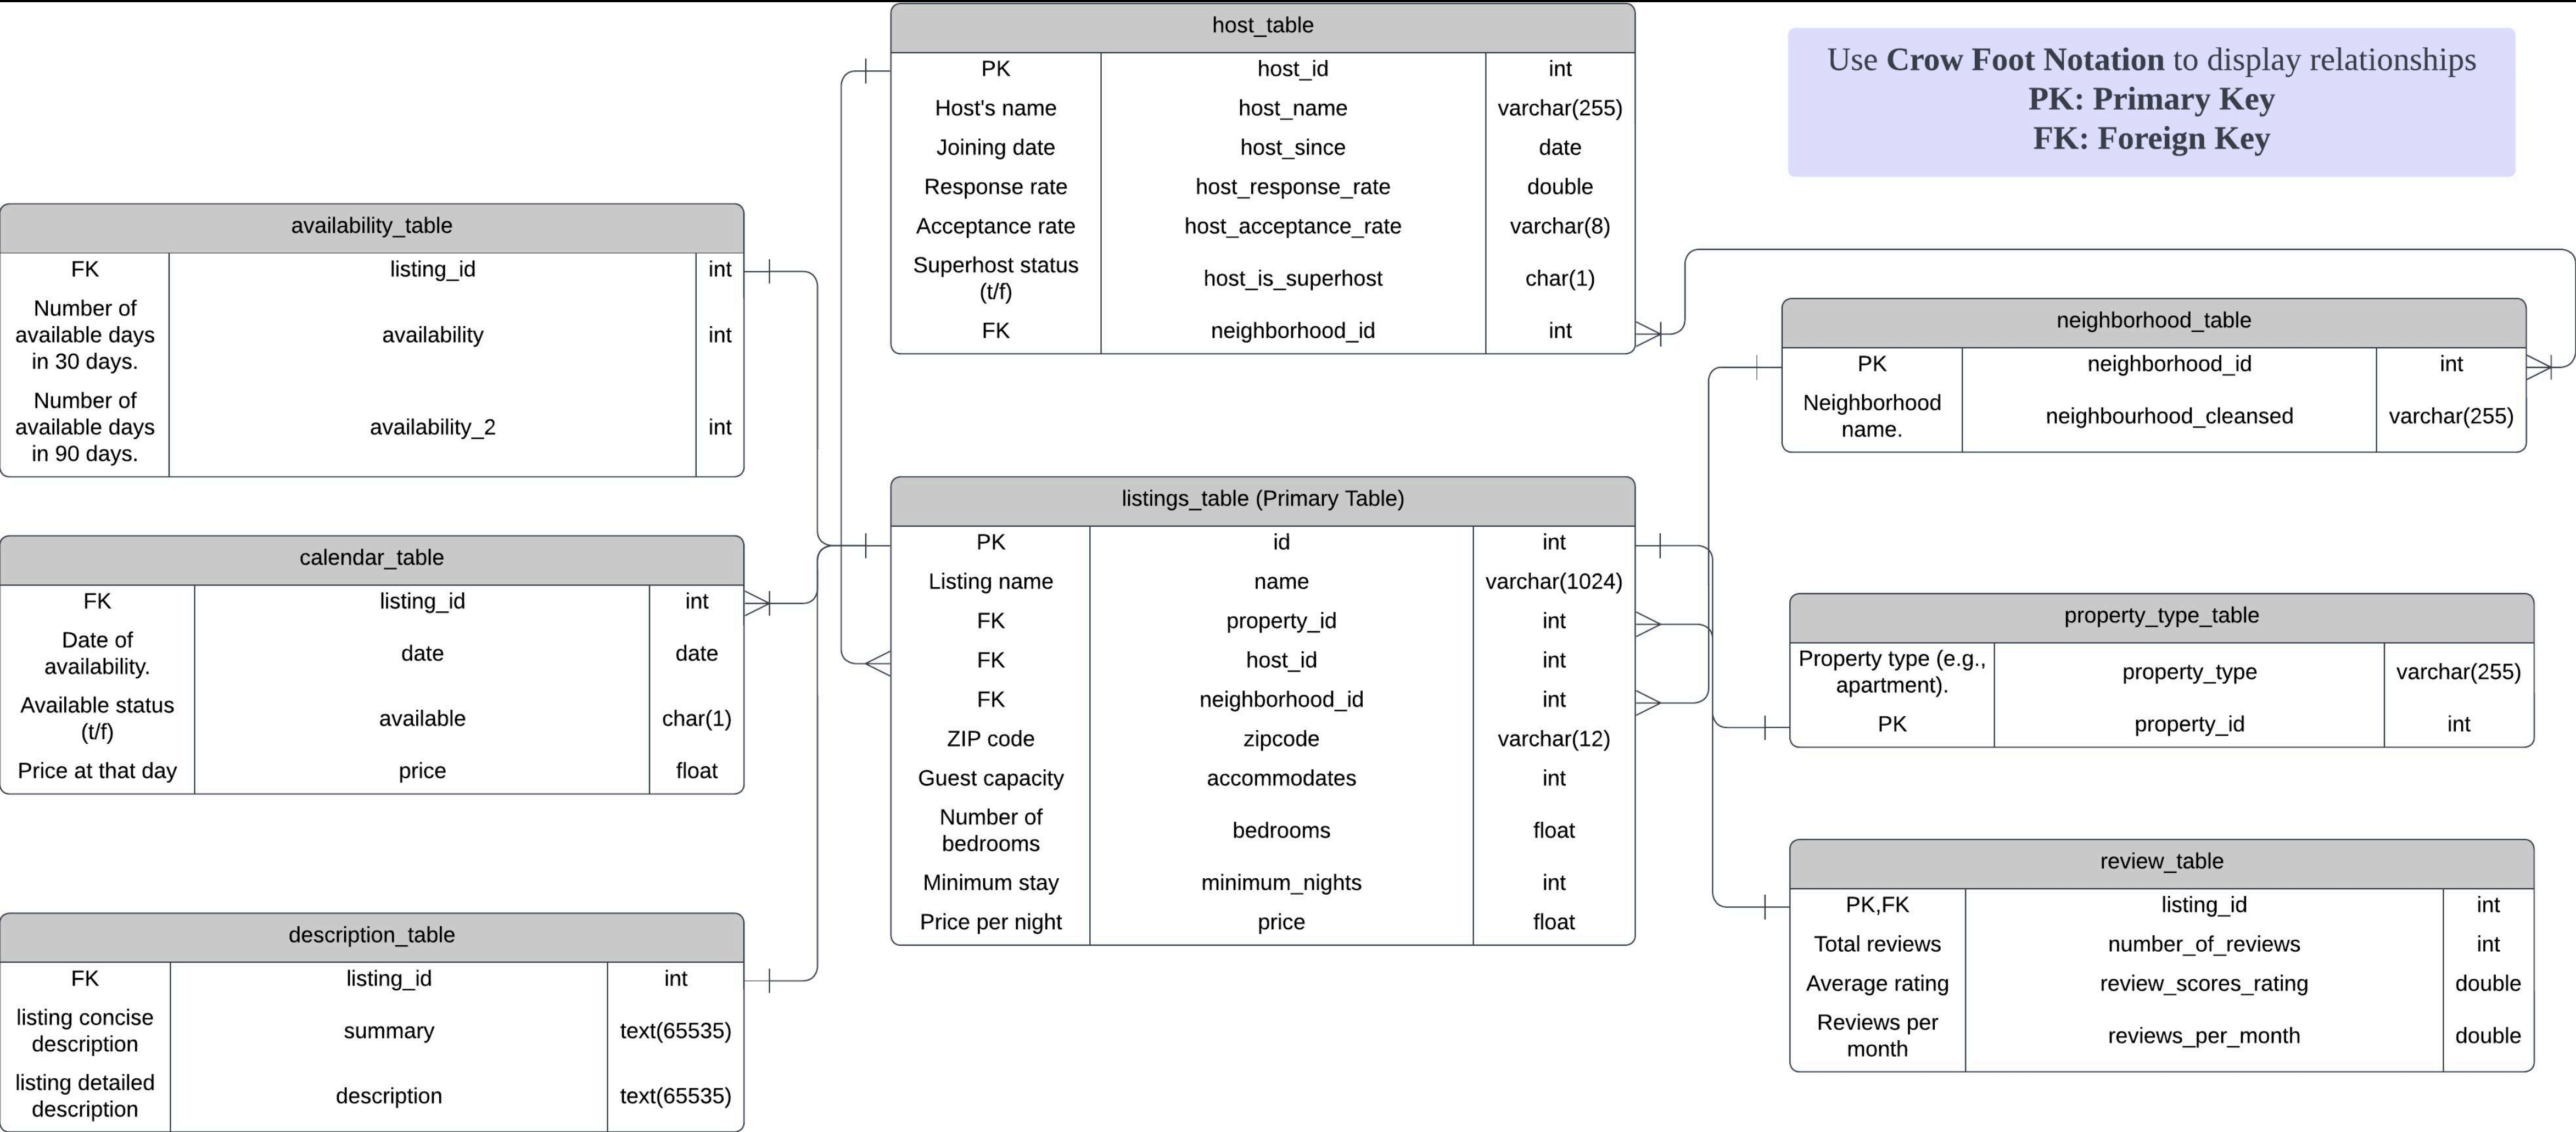 host_table
PK host_id int
Host's name host_name varchar(255)
Joining date host_since date
Response rate host_response_rate double
Acceptance rate host_acceptance_rate varchar(8)
Superhost status
(t/f) host_is_superhost char(1)
FK neighborhood_id int
Use Crow Foot Notation to display relationships
PK: Primary Key
FK: Foreign Key
availability_table
FK listing_id int
Number of
available days
in 30 days. availability int
Number of
available days
in 90 days. availability_2 int
neighborhood_table
PK neighborhood_id int
Neighborhood
name. neighbourhood_cleansed varchar(255)
calendar_table
FK listing_id int
Date of
availability. date date
Available status
(t/f) available char(1)
Price at that day price float
listings_table (Primary Table)
PK id int
Listing name name varchar(1024)
FK property_id int
FK host_id int
FK neighborhood_id int
ZIP code zipcode varchar(12)
Guest capacity accommodates int
Number of
bedrooms bedrooms float
Minimum stay minimum_nights int
Price per night price float
property_type_table
Property type (e.g.,
apartment). property_type varchar(255)
PK property_id int
description_table
FK listing_id int
listing concise
description summary text(65535)
listing detailed
description description text(65535)
review_table
PK,FK listing_id int
Total reviews number_of_reviews int
Average rating review_scores_rating double
Reviews per
month reviews_per_month double